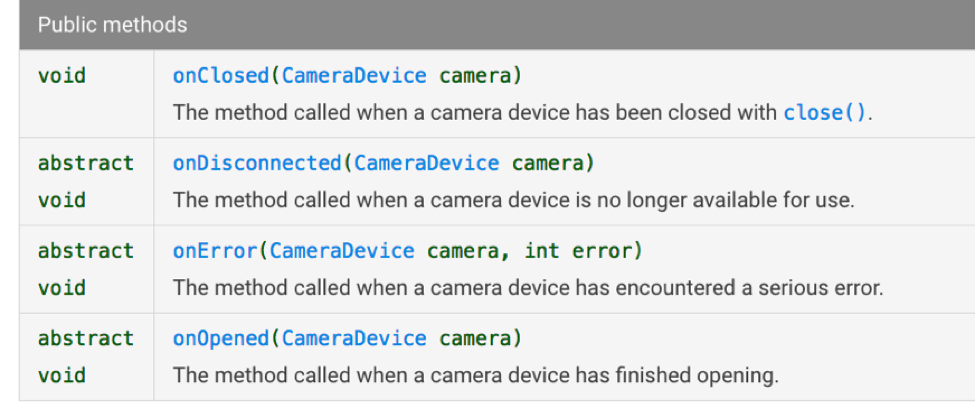 Public methods
void onClosed(CameraDevice camera)
The method called when a camera device has been closed with close().
abstract onDisconnected(CameraDevice camera)
void The method called when a camera device is no longer available for use.
abstract onError(CameraDevice camera, int error)
void The method called when a camera device has encountered a serious error.
abstract onOpened(CameraDevice camera)
void The method called when a camera device has finished opening.